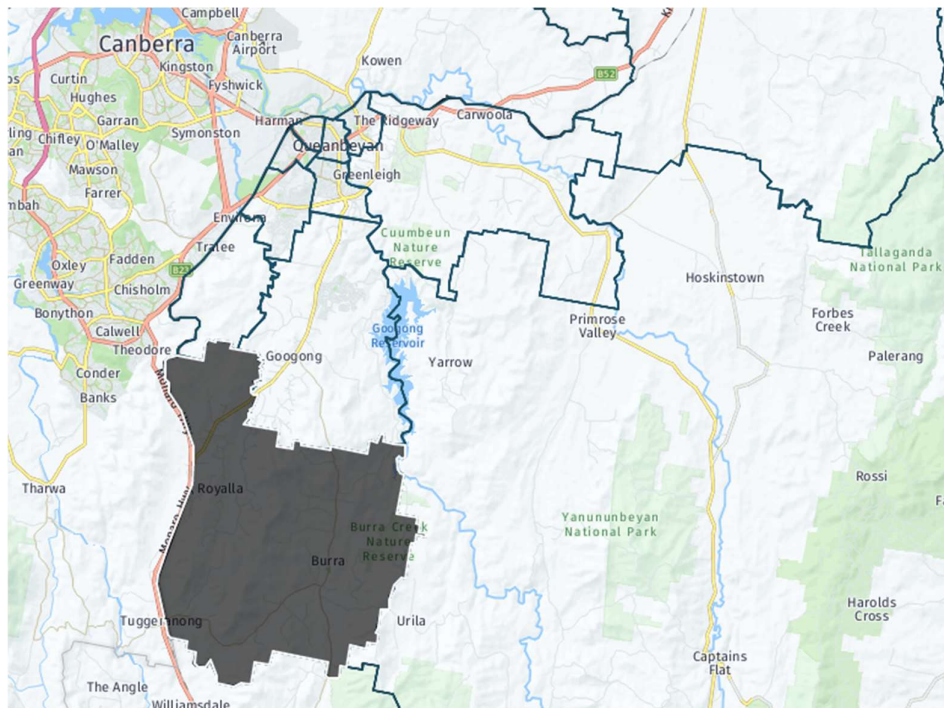 Campbell
Canberra
Canberra
Airport
Kingston
Kowen
B52
Curtin
Fyshwick
Hughes
Garran
Harman
The Ridgeway
Carwoola
Symonston
Chifley
O'Malley
Queanbeyan
Mawson
Greenleigh
Farrer
Environa
Cuumbeun
Nature
Reserve
Tralee
Fadden
Oxley
B23
Tallaganda
National Park
Greenway
Chisholm
Hoskinstown
Bonython
Forbes
Creek
Calwell
Googong
Reservoir
Primrose
Valley
Theodore
Googong
Yarrow
Palerang
Conder
Banks
Monaro Hwy
Rossi
Tharwa
Royalla
Burra Creek
Nature
Reserve
Yanununbeyan
National Park
Burra
Harolds
Cross
Tuggeranong
Urila
Captains
Flat
The Angle
Williamsdale